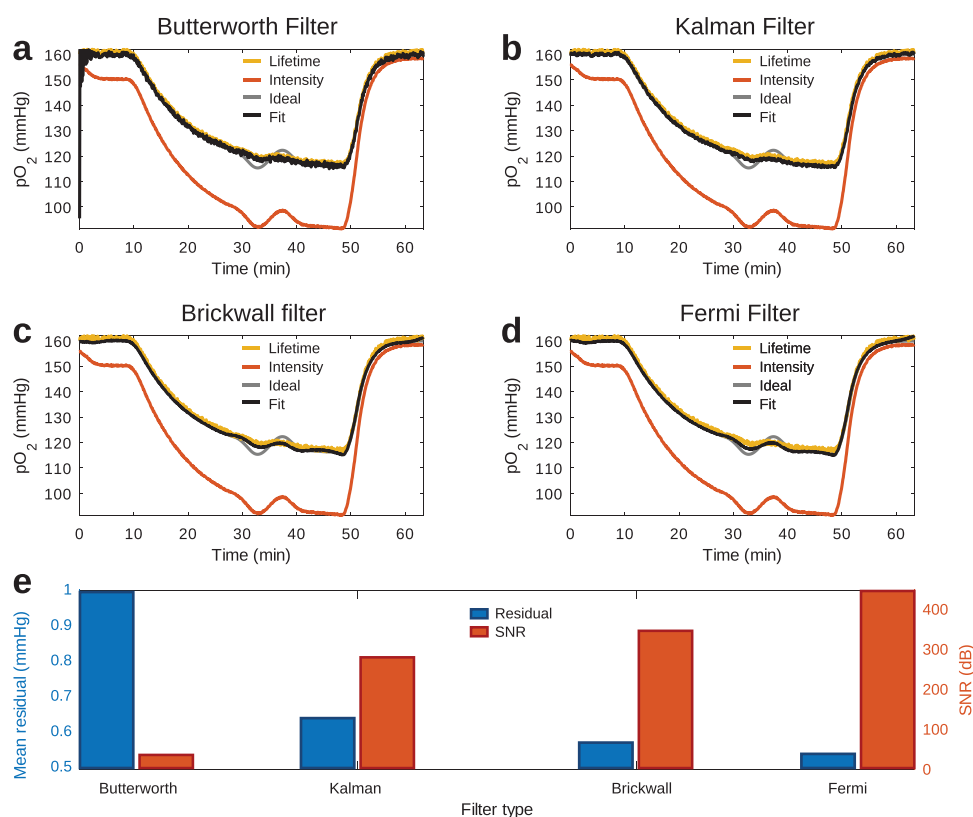 Butterworth Filter
a
160
150
140
130
120
110
100
pO2 (mmHg)
Lifetime
Intensity
Ideal
Fit
0 10 20 30 40 50 60
Time (min)
Kalman Filter
b
160
150
140
130
120
110
100
pO2 (mmHg)
Lifetime
Intensity
Ideal
Fit
0 10 20 30 40 50 60
Time (min)
Brickwall filter
c
160
150
140
130
120
110
100
pO2 (mmHg)
Lifetime
Intensity
Ideal
Fit
0 10 20 30 40 50 60
Time (min)
Fermi Filter
d
160
150
140
130
120
110
100
pO2 (mmHg)
Lifetime
Intensity
Ideal
Fit
0 10 20 30 40 50 60
Time (min)
e
1
0.9
0.8
0.7
0.6
0.5
Mean residual (mmHg)
Residual
SNR
400
300
200
100
0
SNR (dB)
Butterworth Kalman Brickwall Fermi
Filter type